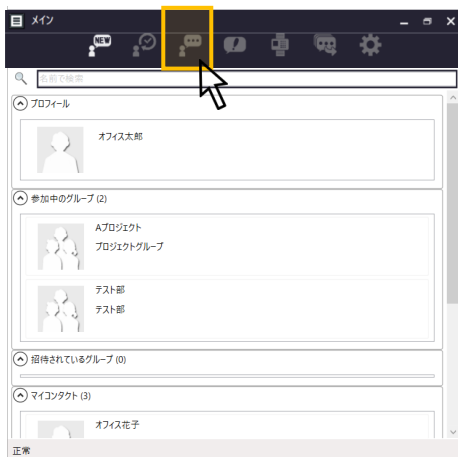 メイン
NEW
名前で検索
プロフィール
オフィス太郎
参加中のグループ (2)
Aプロジェクト
プロジェクトグループ
テスト部
テスト部
招待されているグループ (0)
マイコンタクト (3)
オフィス花子
正常